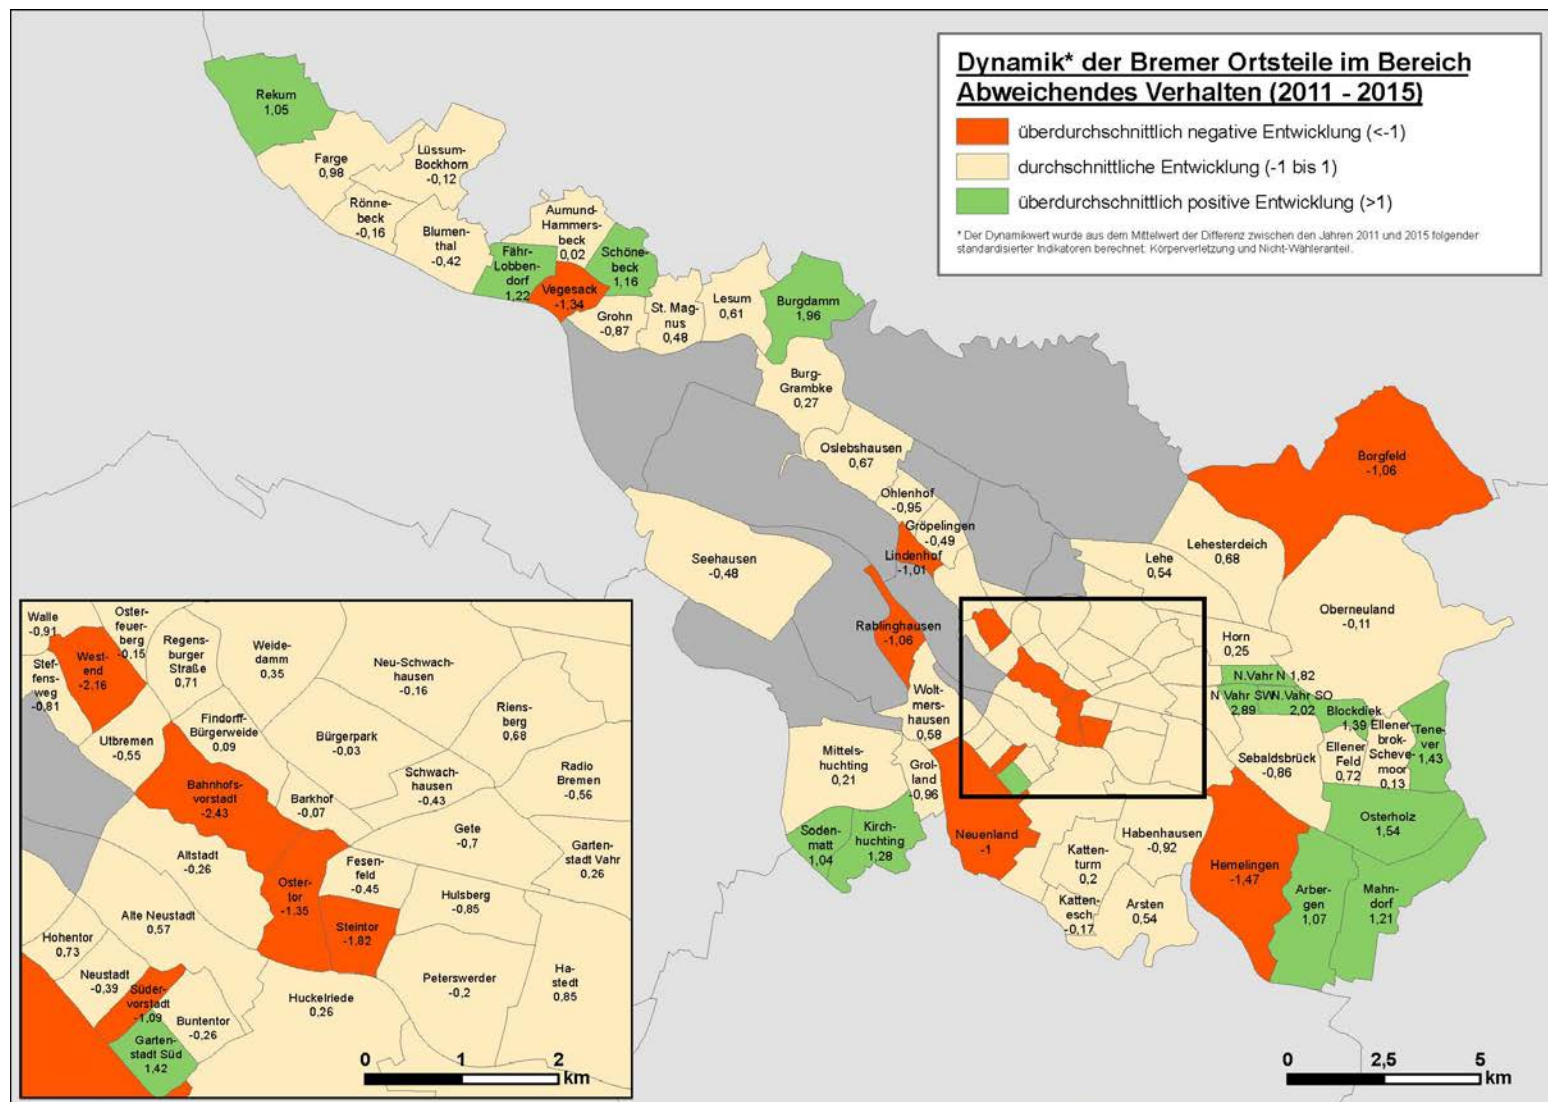 Dynamik* der Bremer Ortsteile im Bereich
Abweichendes Verhalten (2011 - 2015)
überdurchschnittlich negative Entwicklung (<-1)
durchschnittliche Entwicklung (-1 bis 1)
überdurchschnittlich positive Entwicklung (>1)
* Der Dynamikwert wurde aus dem Mittelwert der Differenz zwischen den Jahren 2011 und 2015 folgender
standardisierter Indikatoren berechnet: Körperverletzung und Nicht-Wähleranteil.
Rekum
1,05
Farge
0,98
Lüssum-
Bockhorn
-0,12
Rönne-
beck
-0,16
Blumen-
thal
-0,42
Aumund-
Hammers-
beck
0,02
Fähr-
Lobben-
dorf
1,22
Schöne-
beck
1,16
Vegesack
-1,34
Grohn
-0,87
St. Mag-
nus
0,48
Lesum
0,61
Burgdamm
1,96
Burg-
Grambke
0,27
Oslebshausen
0,67
Ohlenhof
-0,95
Gröpelingen
-0,49
Lindenhof
-1,01
Seehausen
-0,48
Rablinghausen
-1,06
Wolt-
mers-
hausen
0,58
Mittels-
huchting
0,21
Grol-
land
-0,96
Soden-
matt
1,04
Kirch-
huchting
1,28
Neuenland
-1
Borgfeld
-1,06
Lehesterdeich
0,68
Lehe
0,54
Oberneuland
-0,11
Horn
0,25
N.Vahr N 1,82
N Vahr SW
2,89
N.Vahr SO
2,02
Blockdiek
1,39
Ellener-
brok-
Scheve-
moor
0,13
Tene-
ver
1,43
Ellener
Feld
0,72
Sebaldsbrück
-0,86
Osterholz
1,54
Habenhausen
-0,92
Katten-
turm
0,2
Katten-
esch
-0,17
Arsten
0,54
Hemelingen
-1,47
Arber-
gen
1,07
Mahn-
dorf
1,21
0 2,5 5
km
Walle
-0,91
Oster-
feuer-
berg
-0,15
West-
end
-2,16
Stef-
fens-
weg
-0,81
Regens-
burger
Straße
0,71
Weide-
damm
0,35
Neu-Schwach-
hausen
-0,16
Riens-
berg
0,68
Utbremen
-0,55
Findorff-
Bürgerweide
0,09
Bürgerpark
-0,03
Schwach-
hausen
-0,43
Radio
Bremen
-0,56
Bahnhofs-
vorstadt
-2,43
Barkhof
-0,07
Gete
-0,7
Garten-
stadt Vahr
0,26
Altstadt
-0,26
Fesen-
feld
-0,45
Oster-
tor
-1,35
Hulsberg
-0,85
Steintor
-1,82
Alte Neustadt
0,57
Hohentor
0,73
Neustadt
-0,39
Süder-
vorstadt
-1,09
Buntentor
-0,26
Garten-
stadt Süd
1,42
Huckelriede
0,26
Peterswerder
-0,2
Ha-
stedt
0,85
0 1 2
km